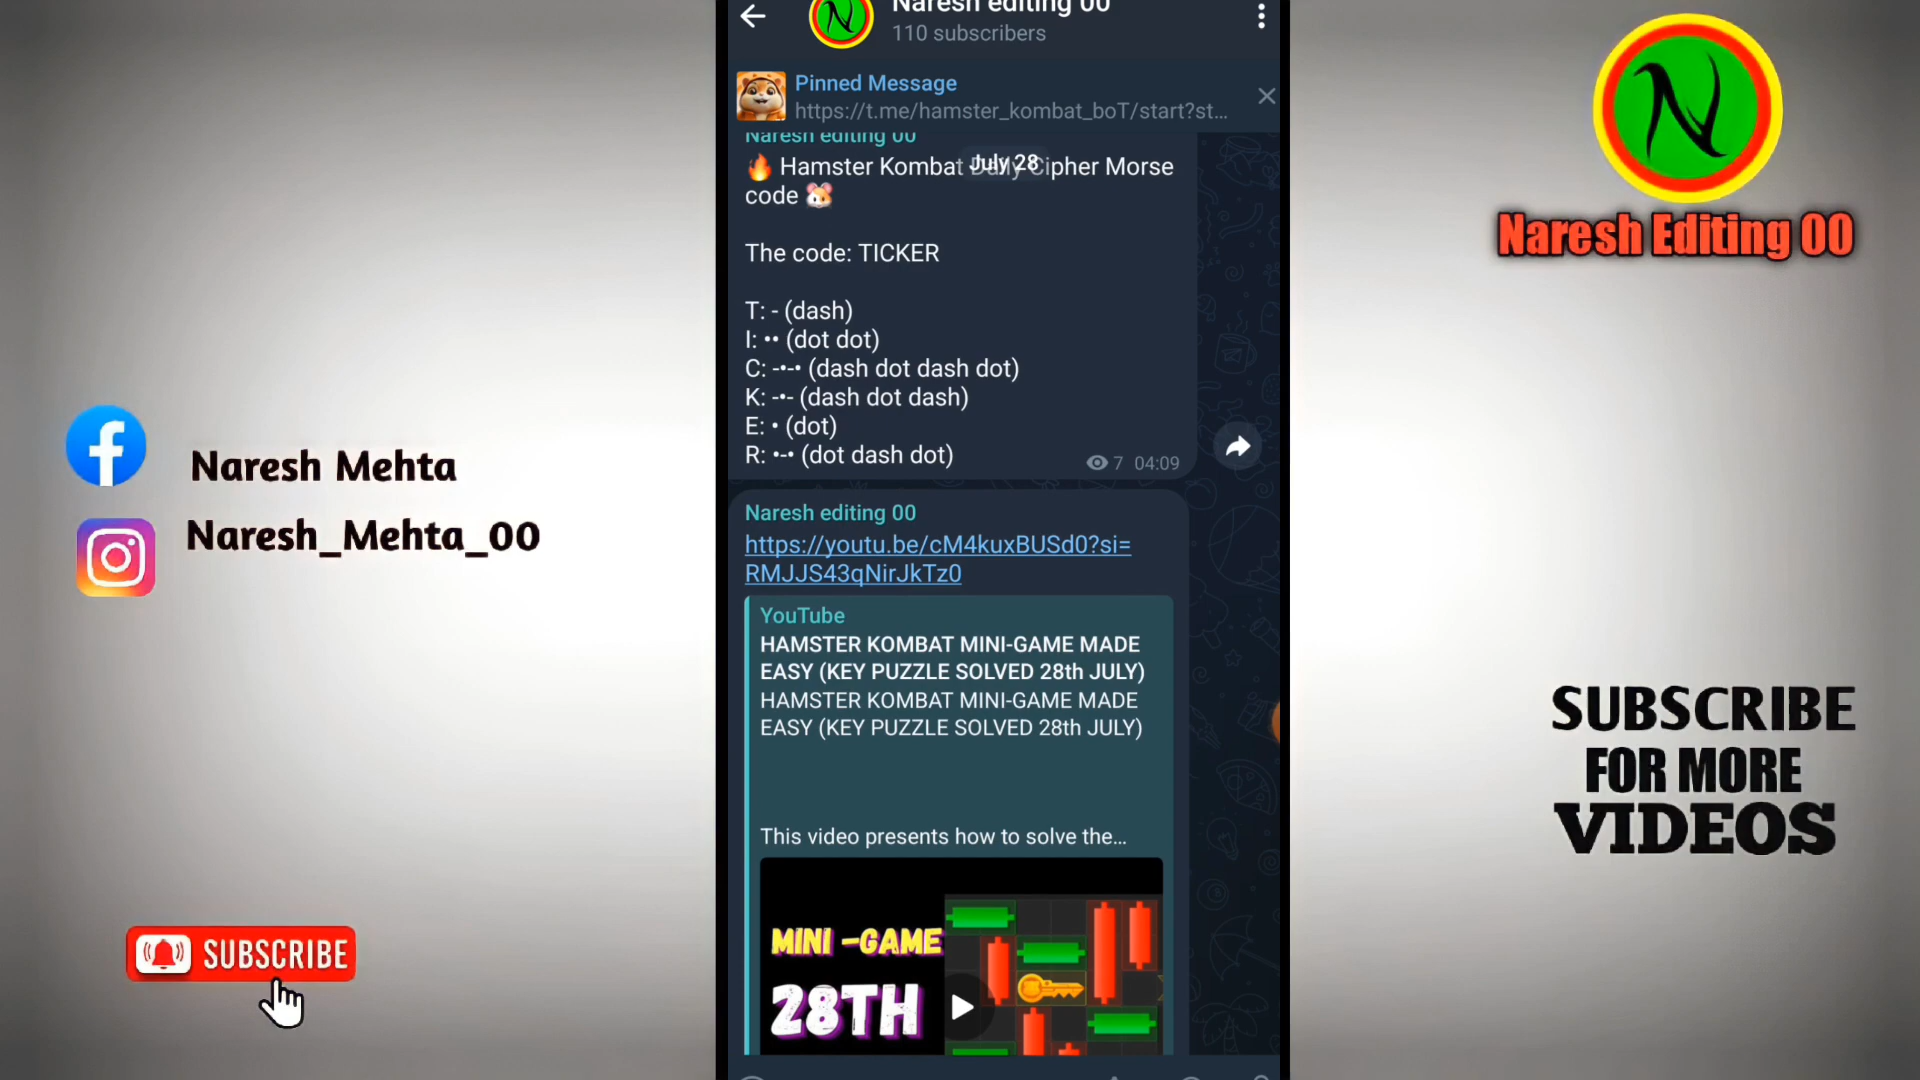 Naresh editing 00
110 subscribers
Pinned Message
https://t.me/hamster_kombat_boT/start?st...
Naresh editing 00
July 28
🔥 Hamster Kombat Daily Cipher Morse
code 🐹
The code: TICKER
T: - (dash)
I: •• (dot dot)
C: -•-• (dash dot dash dot)
K: -•- (dash dot dash)
E: • (dot)
R: •-• (dot dash dot)
7 04:09
Naresh editing 00
https://youtu.be/cM4kuxBUSd0?si=
RMJJS43qNirJkTz0
YouTube
HAMSTER KOMBAT MINI-GAME MADE
EASY (KEY PUZZLE SOLVED 28th JULY)
HAMSTER KOMBAT MINI-GAME MADE
EASY (KEY PUZZLE SOLVED 28th JULY)
This video presents how to solve the...
MINI -GAME
28TH
Naresh Mehta
Naresh_Mehta_00
SUBSCRIBE
N
Naresh Editing 00
SUBSCRIBE
FOR MORE
VIDEOS